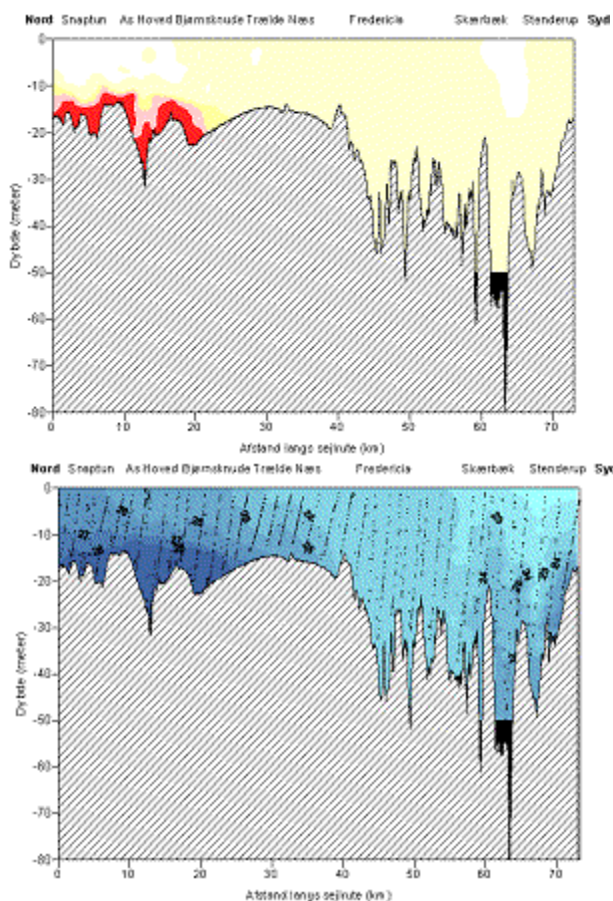 Nord Snaptun As Hoved Bjørnsknude Trælde Næs Fredericia Skærbæk Stenderup Syd
0
-10
-20
-30
-40
-50
-60
-70
-80
Dybde (meter)
0 10 20 30 40 50 60 70
Afstand langs sejlrute (km)
Nord Snaptun As Hoved Bjørnsknude Trælde Næs Fredericia Skærbæk Stenderup Sy
0
-10
-20
-30
-40
-50
-60
-70
-80
Dybde (meter)
0 10 20 30 40 50 60 70
Afstand langs sejlrute (km)